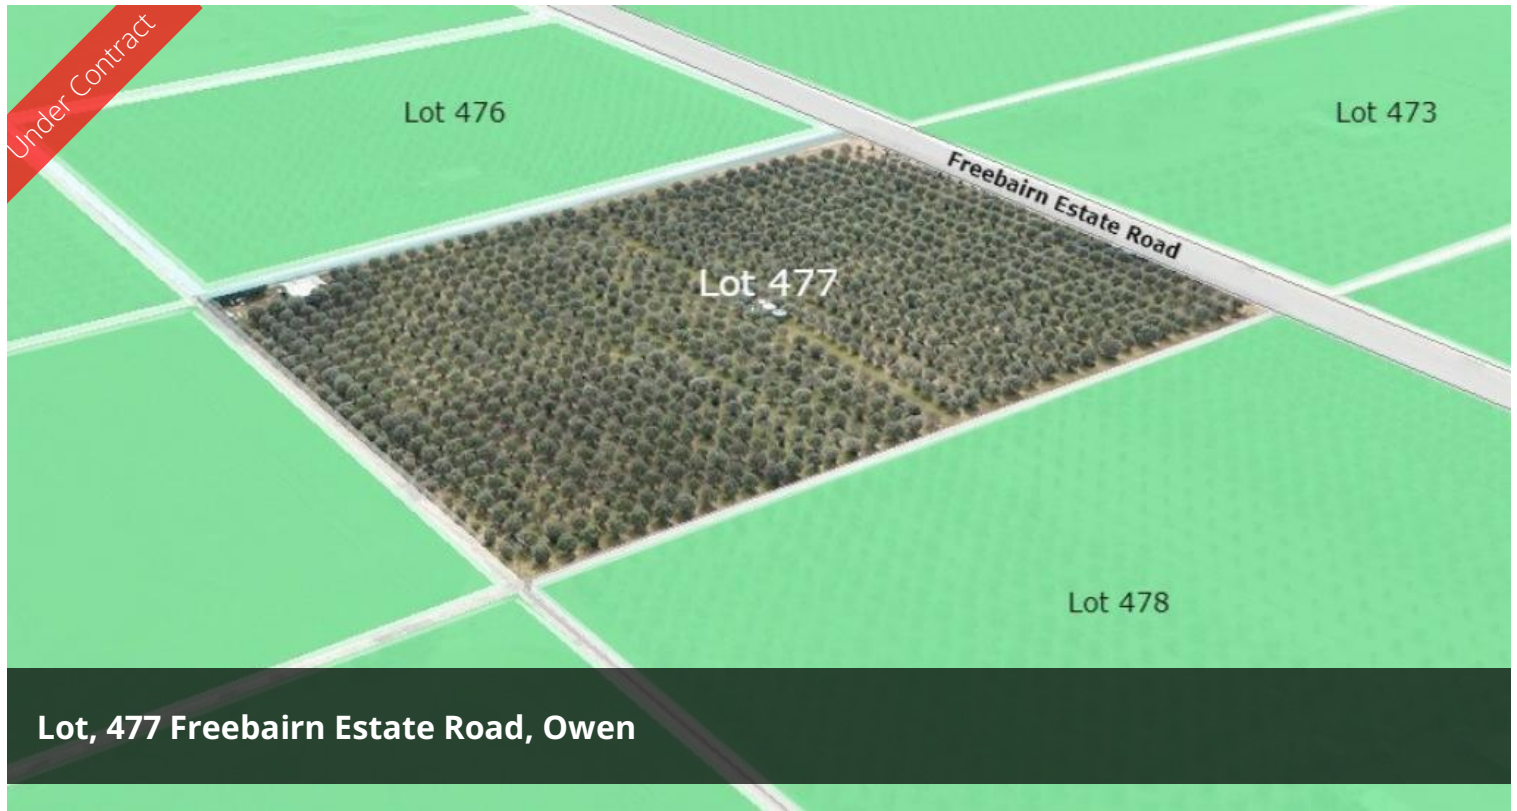 Under Contract
Lot 476
Lot 473
Freebairn Estate Road
Lot 477
Lot 478
Lot, 477 Freebairn Estate Road, Owen